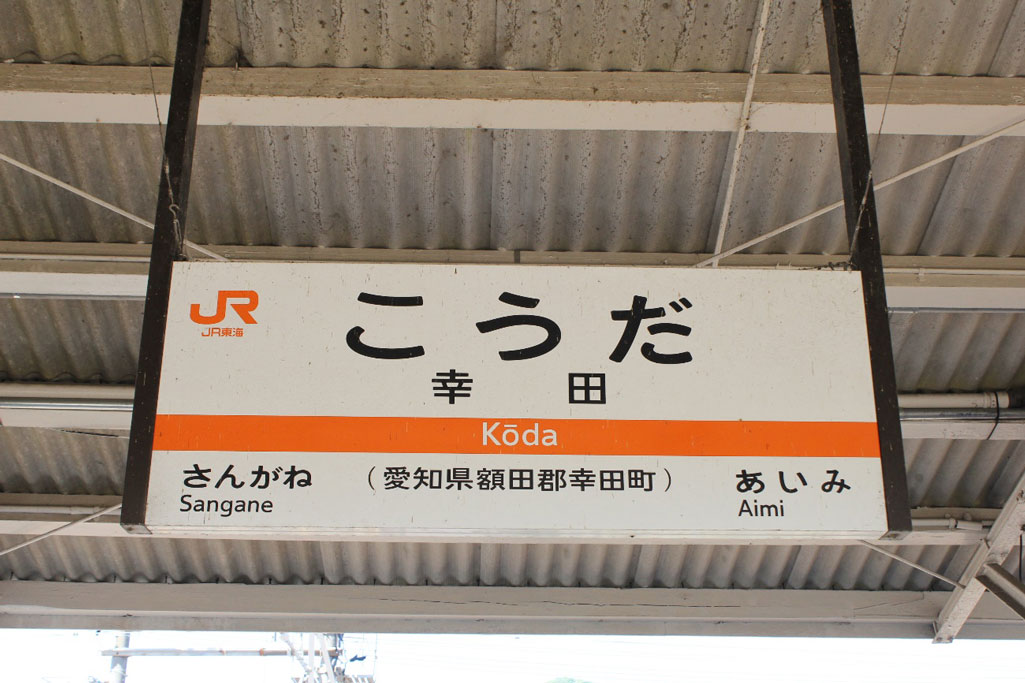 JR
JR東海
こうだ
幸田
Kōda
さんがね
Sangane
(愛知県額田郡幸田町)
あいみ
Aimi